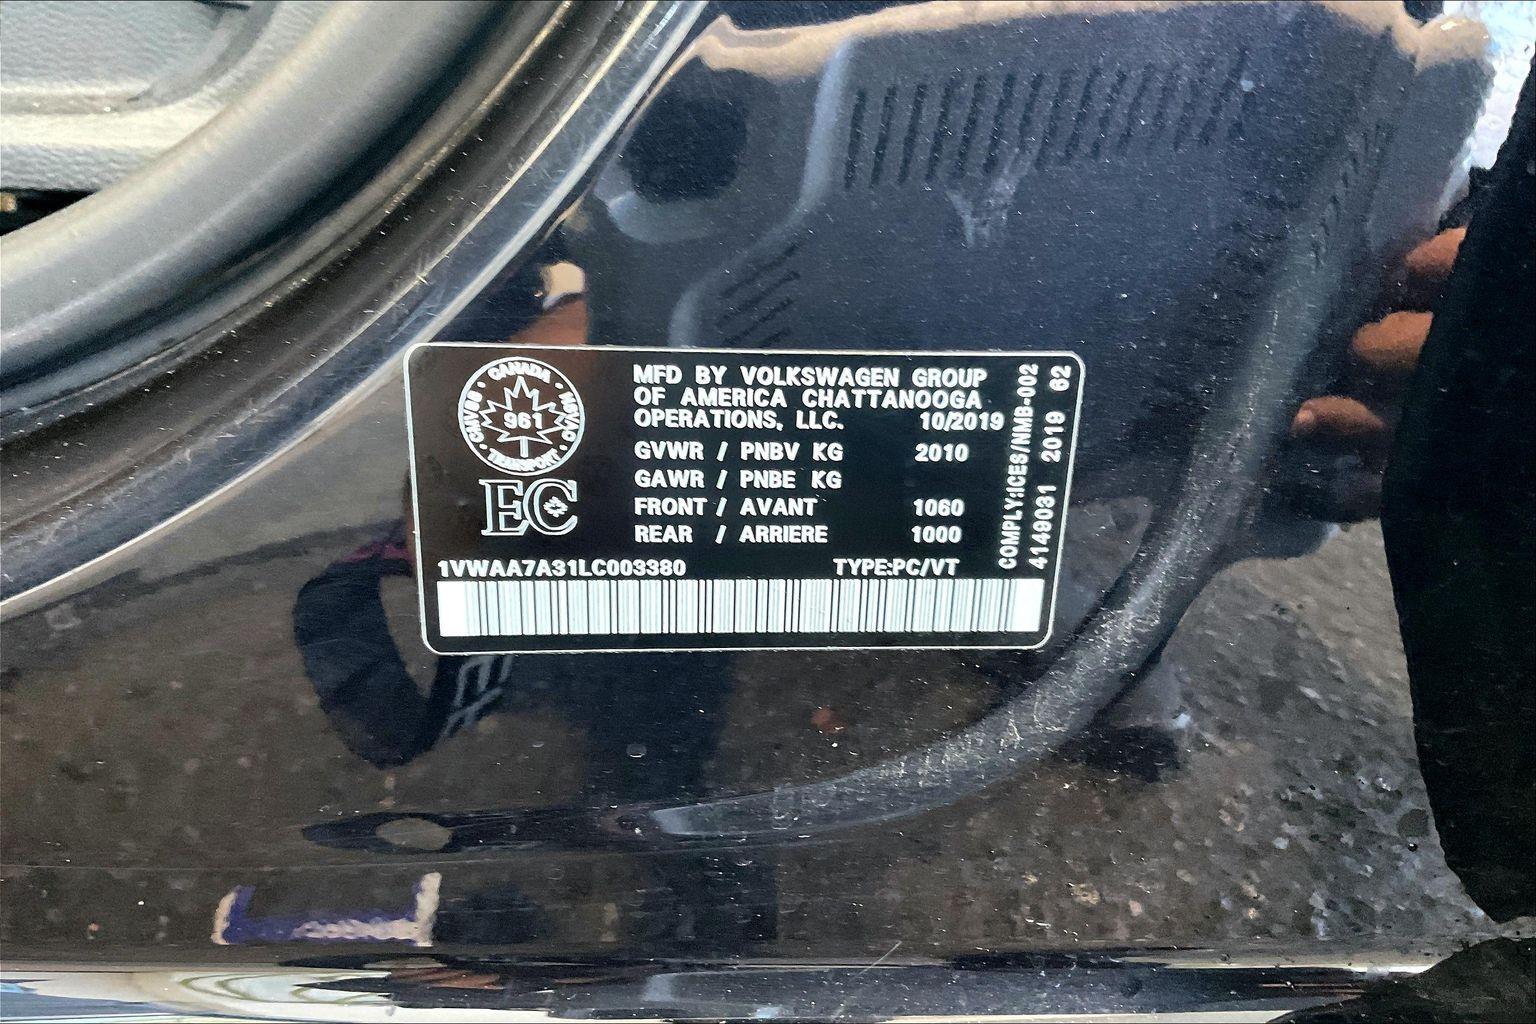 CANADA
961
TRANSPORT
EC
MFD BY VOLKSWAGEN GROUP
OF AMERICA CHATTANOOGA
OPERATIONS, LLC. 10/2019
GVWR / PNBV KG 2010
GAWR / PNBE KG
FRONT / AVANT 1060
REAR / ARRIERE 1000
1VWAA7A31LC003380 TYPE:PC/VT
COMPLY:ICES/NMB-002
4149031 2019 62